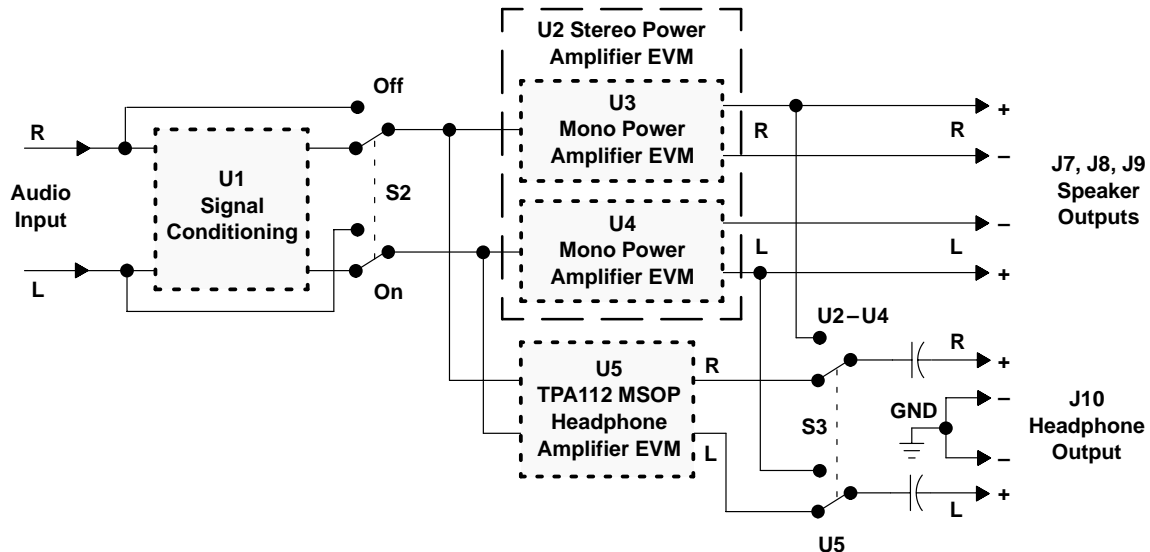 U2 Stereo Power
Amplifier EVM
Off
U3
Mono Power
Amplifier EVM
R
R
R
+
–
Audio
Input
U1
Signal
Conditioning
S2
J7, J8, J9
Speaker
Outputs
U4
Mono Power
Amplifier EVM
L
L
L
–
+
On
U2–U4
U5
TPA112 MSOP
Headphone
Amplifier EVM
R
L
S3
R
+
GND
–
–
J10
Headphone
Output
L
+
U5